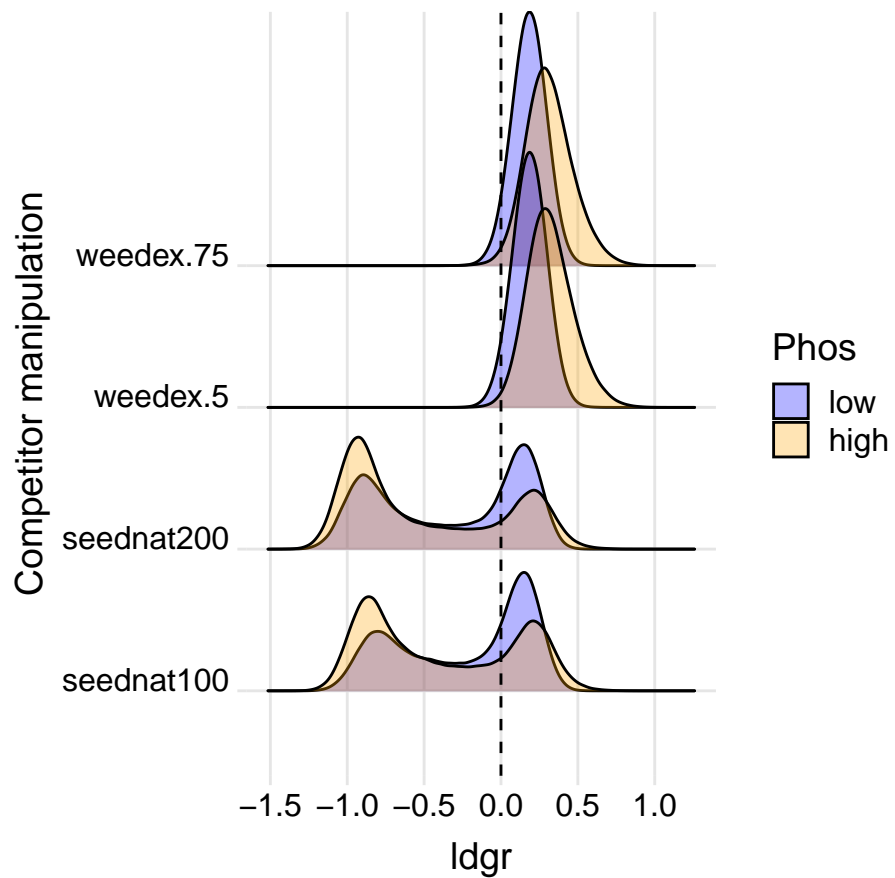 Competitor manipulation
weedex.75
weedex.5
seednat200
seednat100
−1.5 −1.0 −0.5 0.0 0.5 1.0
ldgr
Phos
low
high